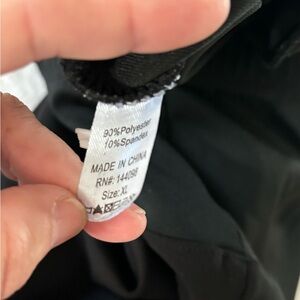 90%Polyester
10%Spandex
MADE IN CHINA
RN#: 144098
Size: XL